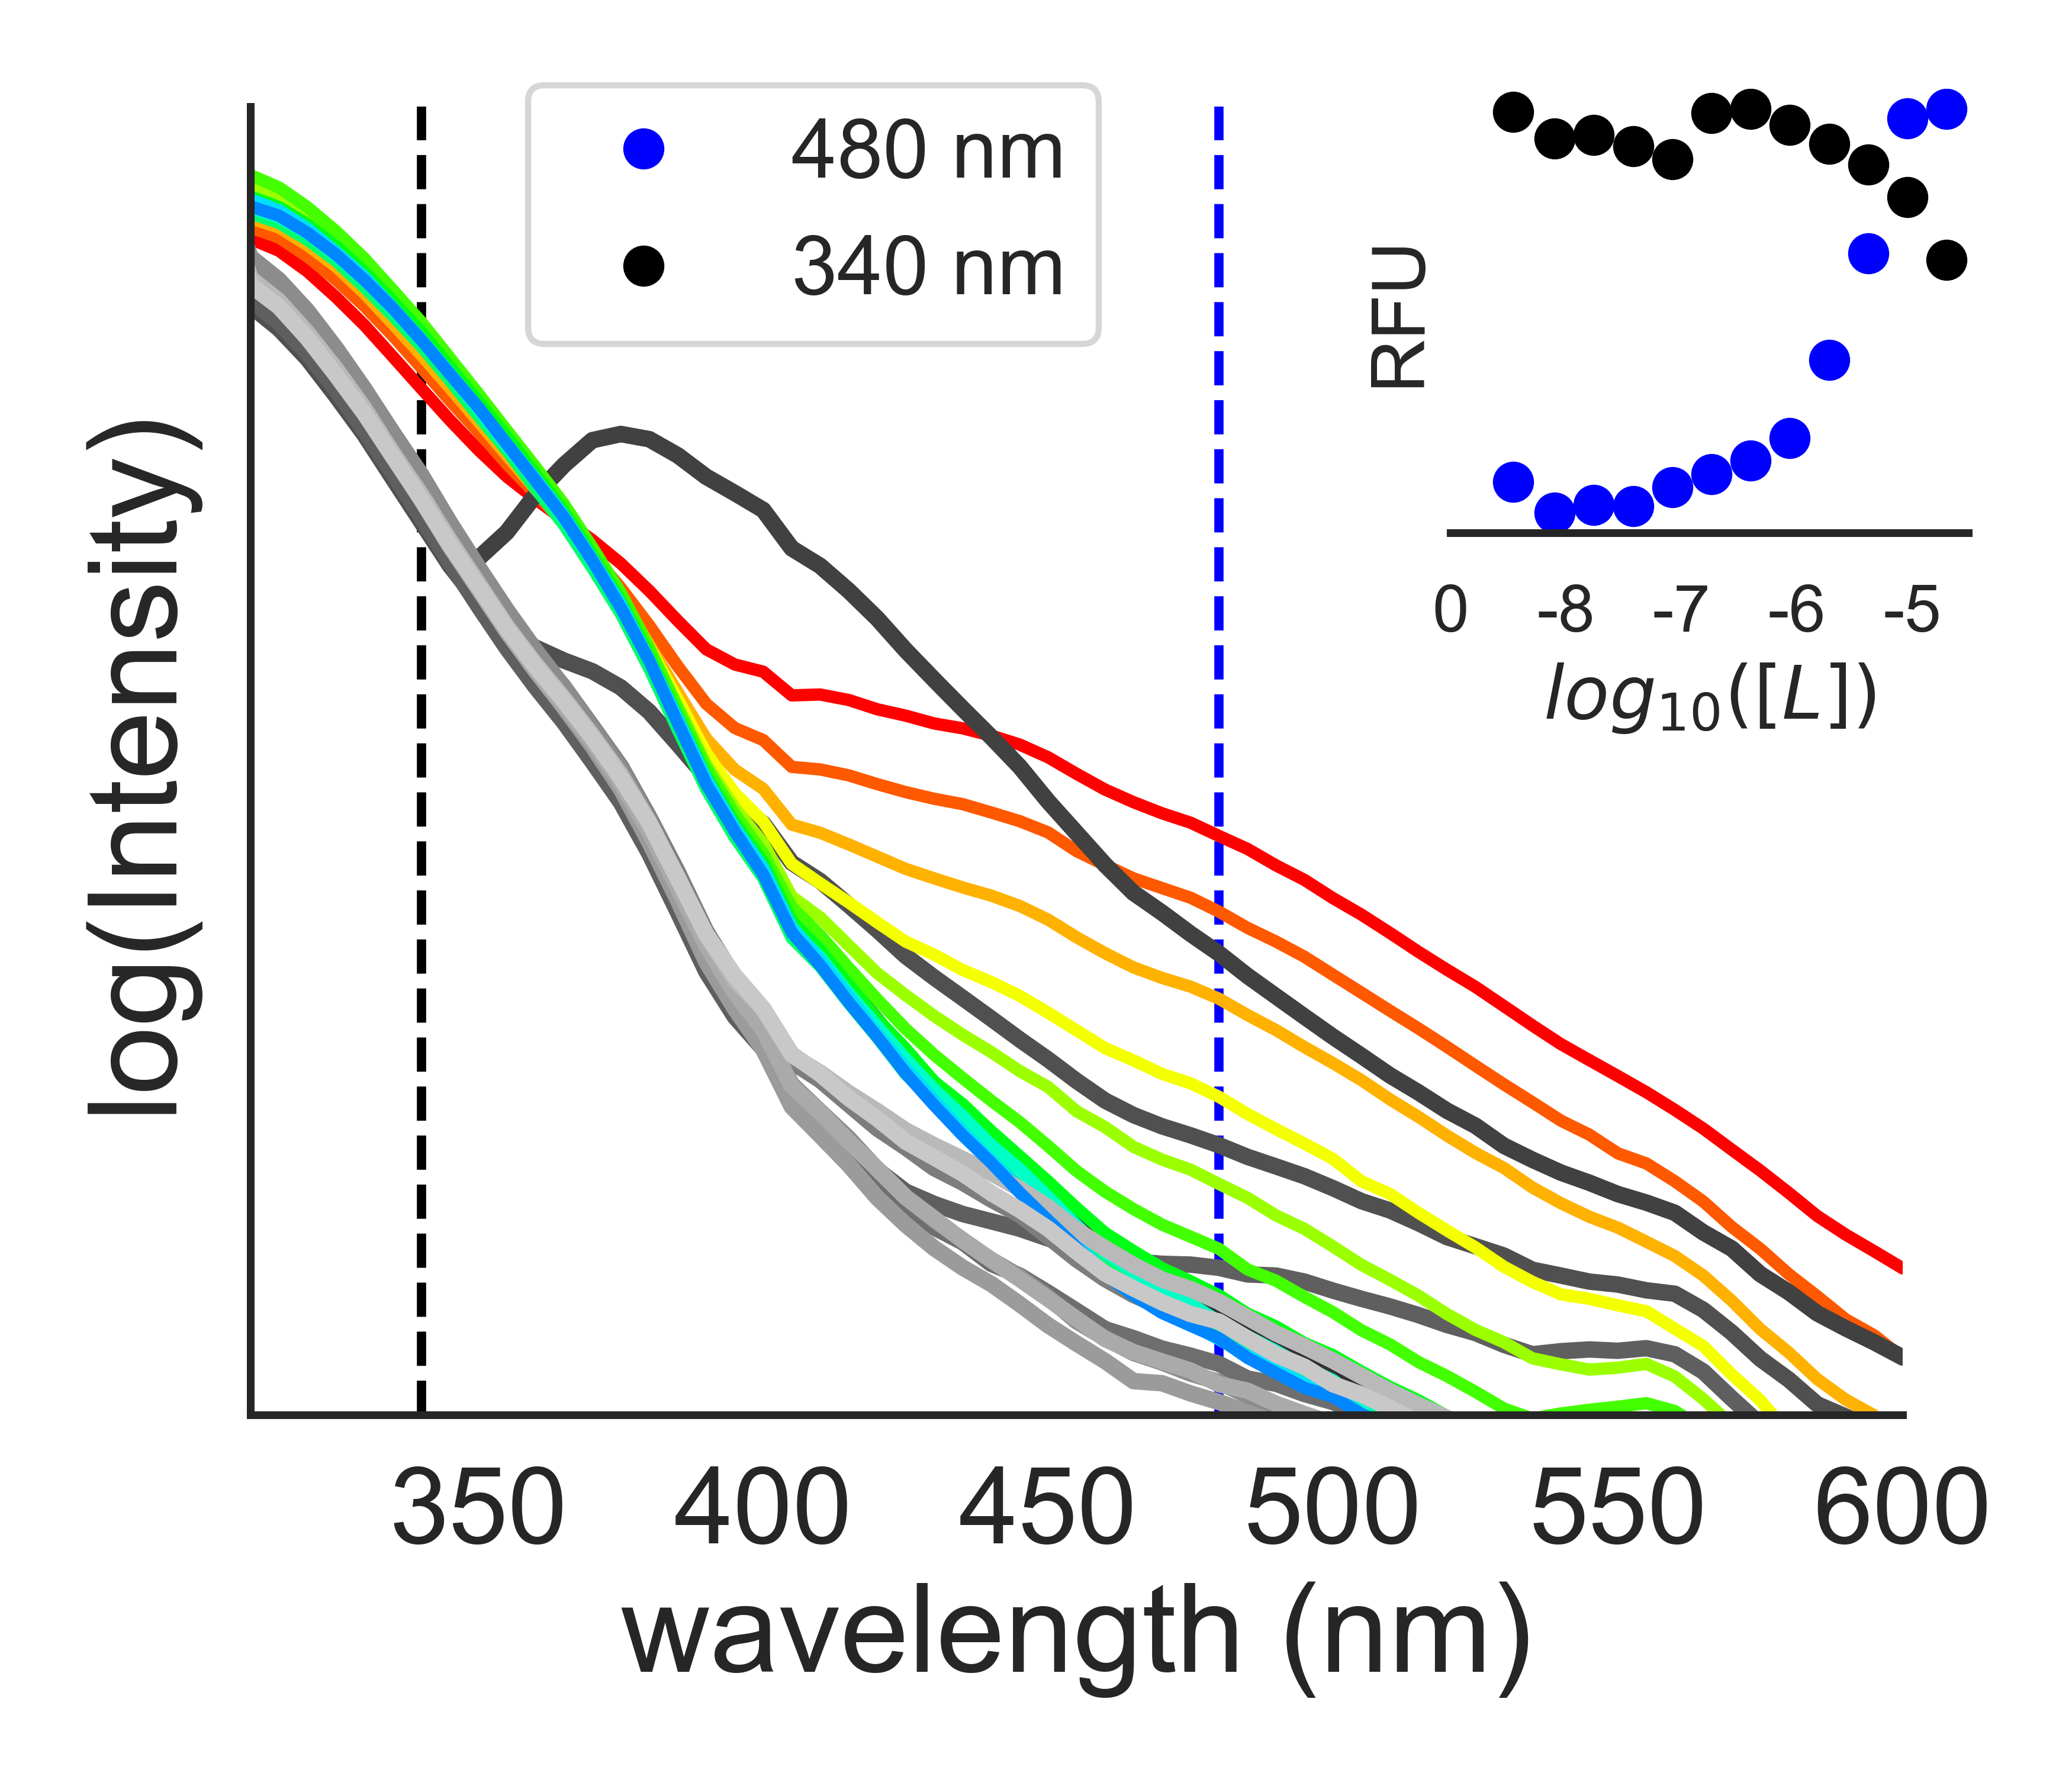 480 nm
340 nm
RFU
0 -8 -7 -6 -5
log10([L])
log(Intensity)
350 400 450 500 550 600
wavelength (nm)